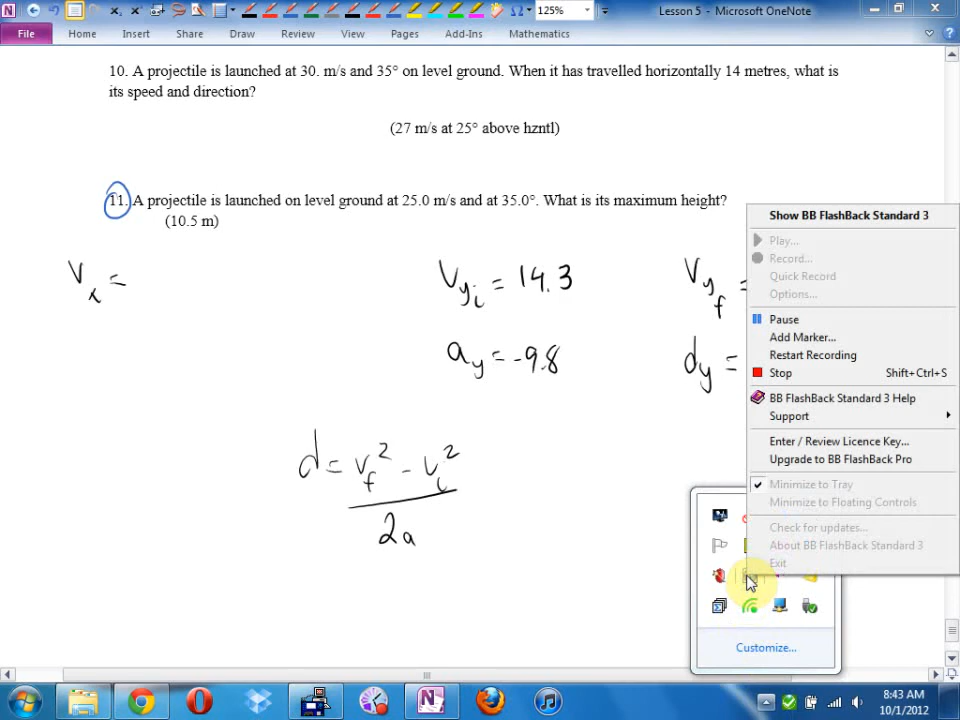 125%
Lesson 5 - Microsoft OneNote
File Home Insert Share Draw Review View Pages Add-Ins Mathematics
10. A projectile is launched at 30. m/s and 35° on level ground. When it has travelled horizontally 14 metres, what is
its speed and direction?
(27 m/s at 25° above hzntl)
11. A projectile is launched on level ground at 25.0 m/s and at 35.0°. What is its maximum height?
(10.5 m)
Vx =
Vyi = 14.3
Vyf =
ay = -9.8
dy =
d = vf² - vi²
2a
Show BB FlashBack Standard 3
Play...
Record...
Quick Record
Options...
Pause
Add Marker...
Restart Recording
Stop Shift+Ctrl+S
BB FlashBack Standard 3 Help
Support
Enter / Review Licence Key...
Upgrade to BB FlashBack Pro
Minimize to Tray
Minimize to Floating Controls
Check for updates...
About BB FlashBack Standard 3
Exit
Customize...
8:43 AM
10/1/2012